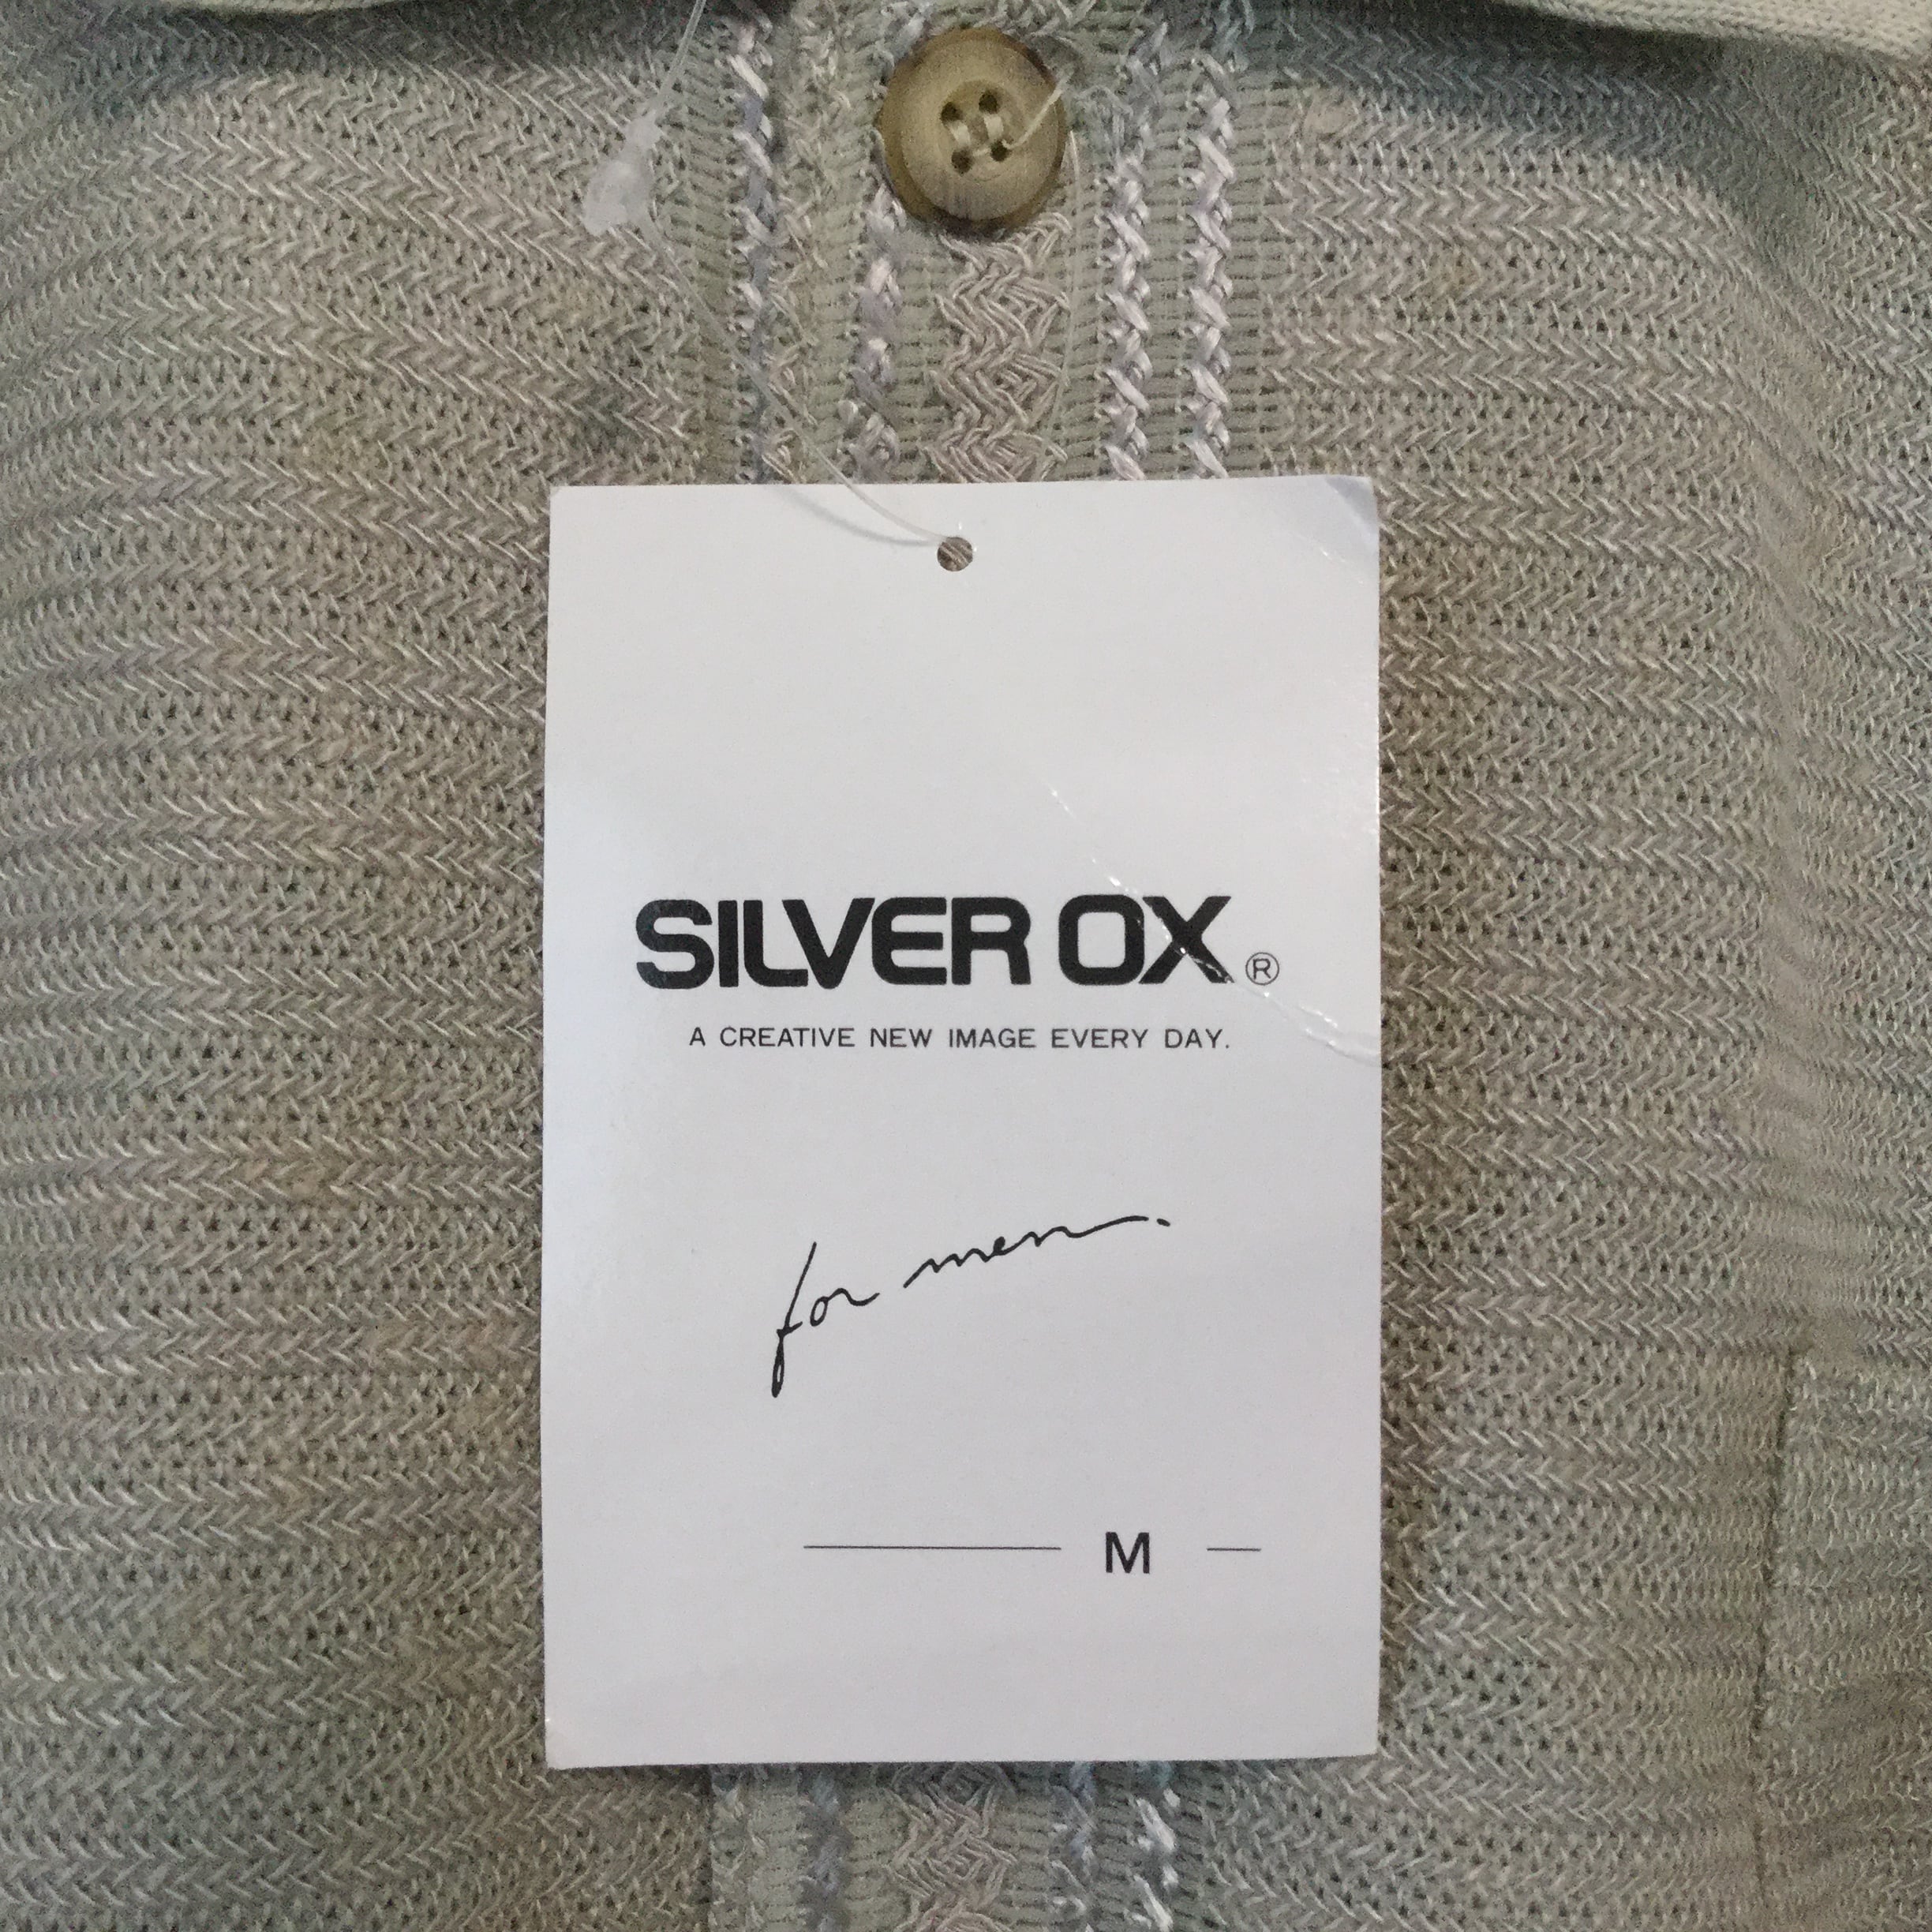 SILVER OX ®
A CREATIVE NEW IMAGE EVERY DAY.
for men.
M